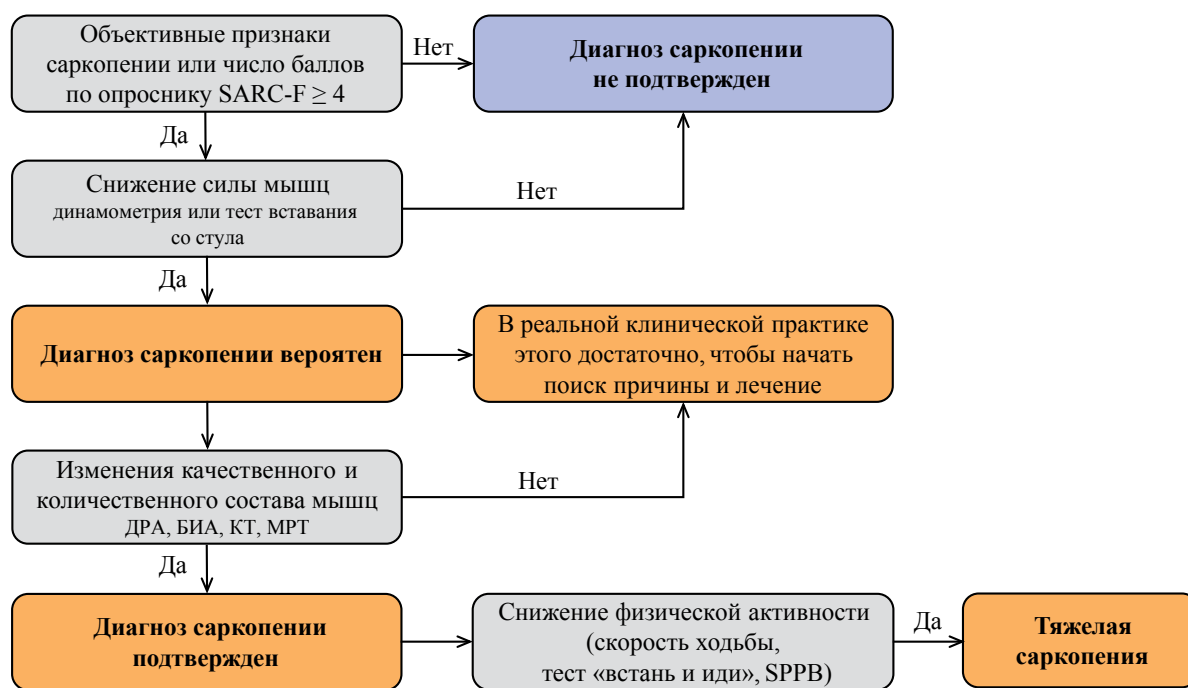 Объективные признаки
саркопении или число баллов
по опроснику SARC-F ≥ 4
Нет
Диагноз саркопении
не подтвержден
Да
Снижение силы мышц
динамометрия или тест вставания
со стула
Нет
Да
Диагноз саркопении вероятен
В реальной клинической практике
этого достаточно, чтобы начать
поиск причины и лечение
Изменения качественного и
количественного состава мышц
ДРА, БИА, КТ, МРТ
Нет
Да
Диагноз саркопении
подтвержден
Снижение физической активности
(скорость ходьбы,
тест «встань и иди», SPPB)
Да
Тяжелая
саркопения